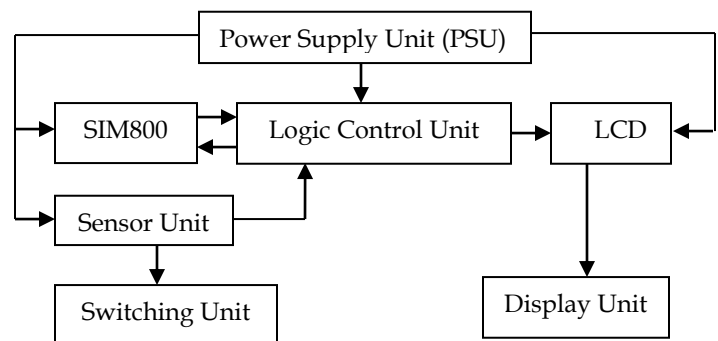 Power Supply Unit (PSU)
SIM800
Logic Control Unit
LCD
Sensor Unit
Switching Unit
Display Unit